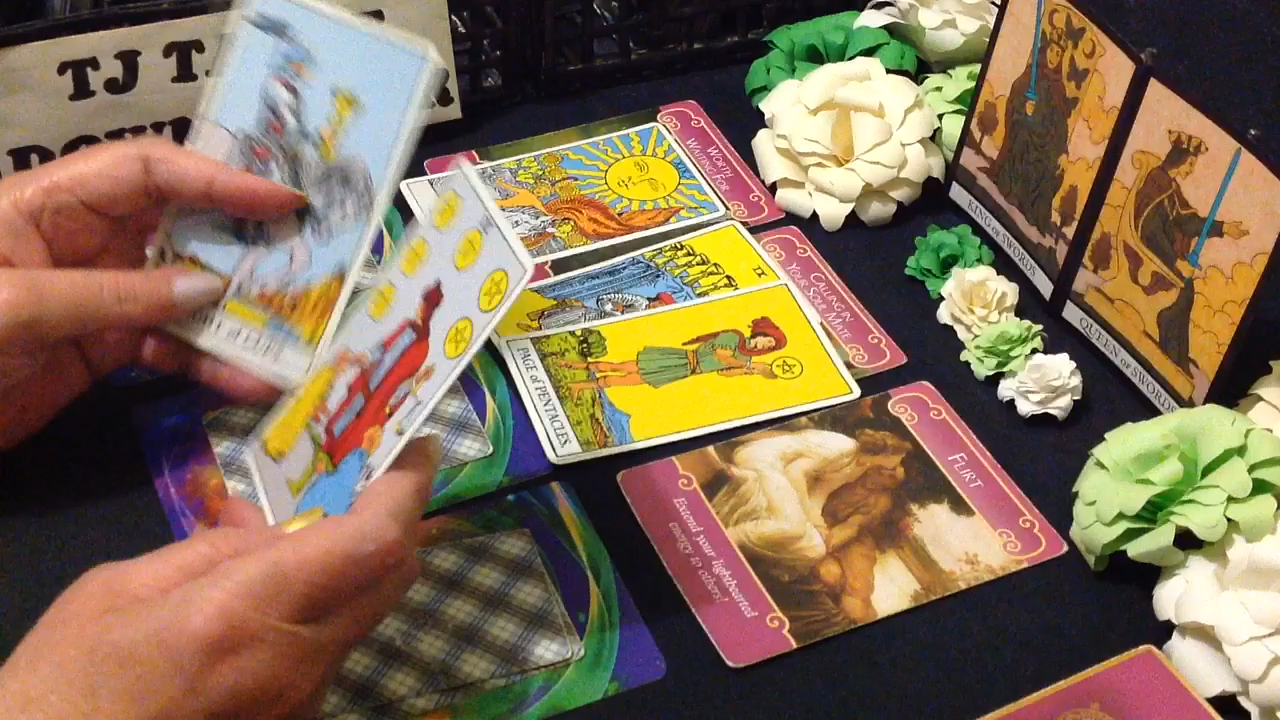 TJ T
WORTH
WAITING FOR
CALLING IN
YOUR SOUL MATE
PAGE of PENTACLES.
FLIRT
Extend your lighthearted
energy to others!
KING of SWORDS
QUEEN of SWORDS